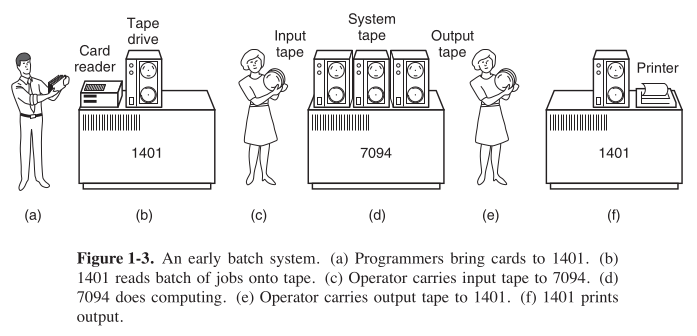 Tape
drive
Card
reader
Input
tape
System
tape
Output
tape
Printer
1401
7094
1401
(a)
(b)
(c)
(d)
(e)
(f)
Figure 1-3. An early batch system. (a) Programmers bring cards to 1401. (b)
1401 reads batch of jobs onto tape. (c) Operator carries input tape to 7094. (d)
7094 does computing. (e) Operator carries output tape to 1401. (f) 1401 prints
output.